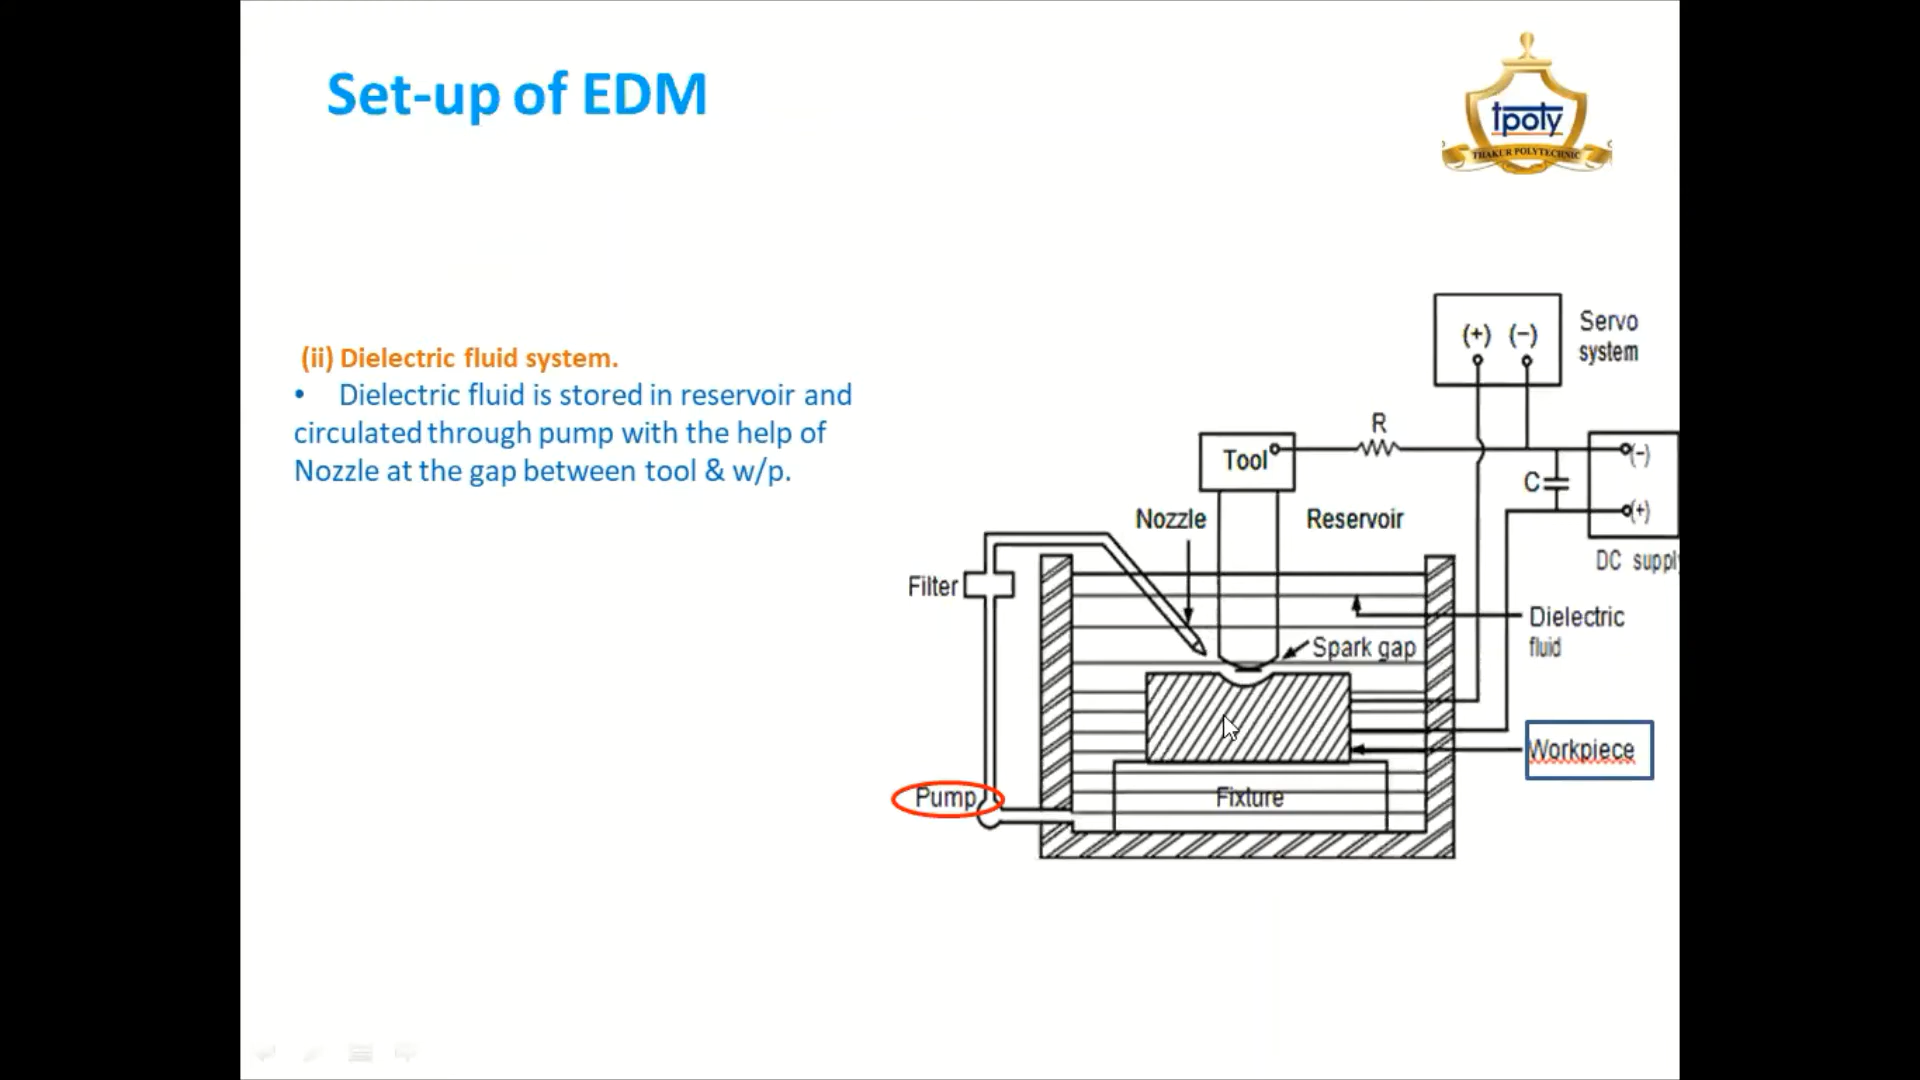 Set-up of EDM
tpoly
THAKUR POLYTECHNIC
(ii) Dielectric fluid system.
• Dielectric fluid is stored in reservoir and
circulated through pump with the help of
Nozzle at the gap between tool & w/p.
(+) (−)
Servo
system
R
Tool
(−)
C
(+)
DC supply
Nozzle
Reservoir
Filter
Dielectric
fluid
Spark gap
Workpiece
Pump
Fixture